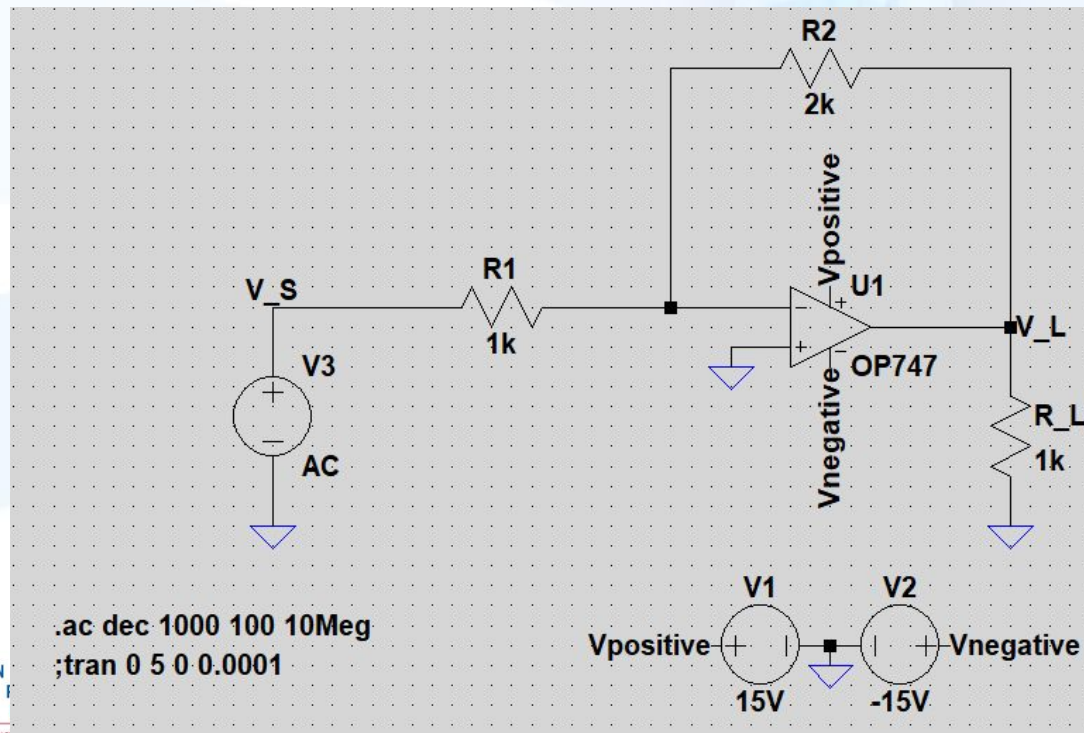 R2
2k
Vpositive
R1
1k
V_S
U1
OP747
V_L
V3
AC
Vnegative
R_L
1k
.ac dec 1000 100 10Meg
;tran 0 5 0 0.0001
V1
V2
Vpositive
Vnegative
15V
-15V